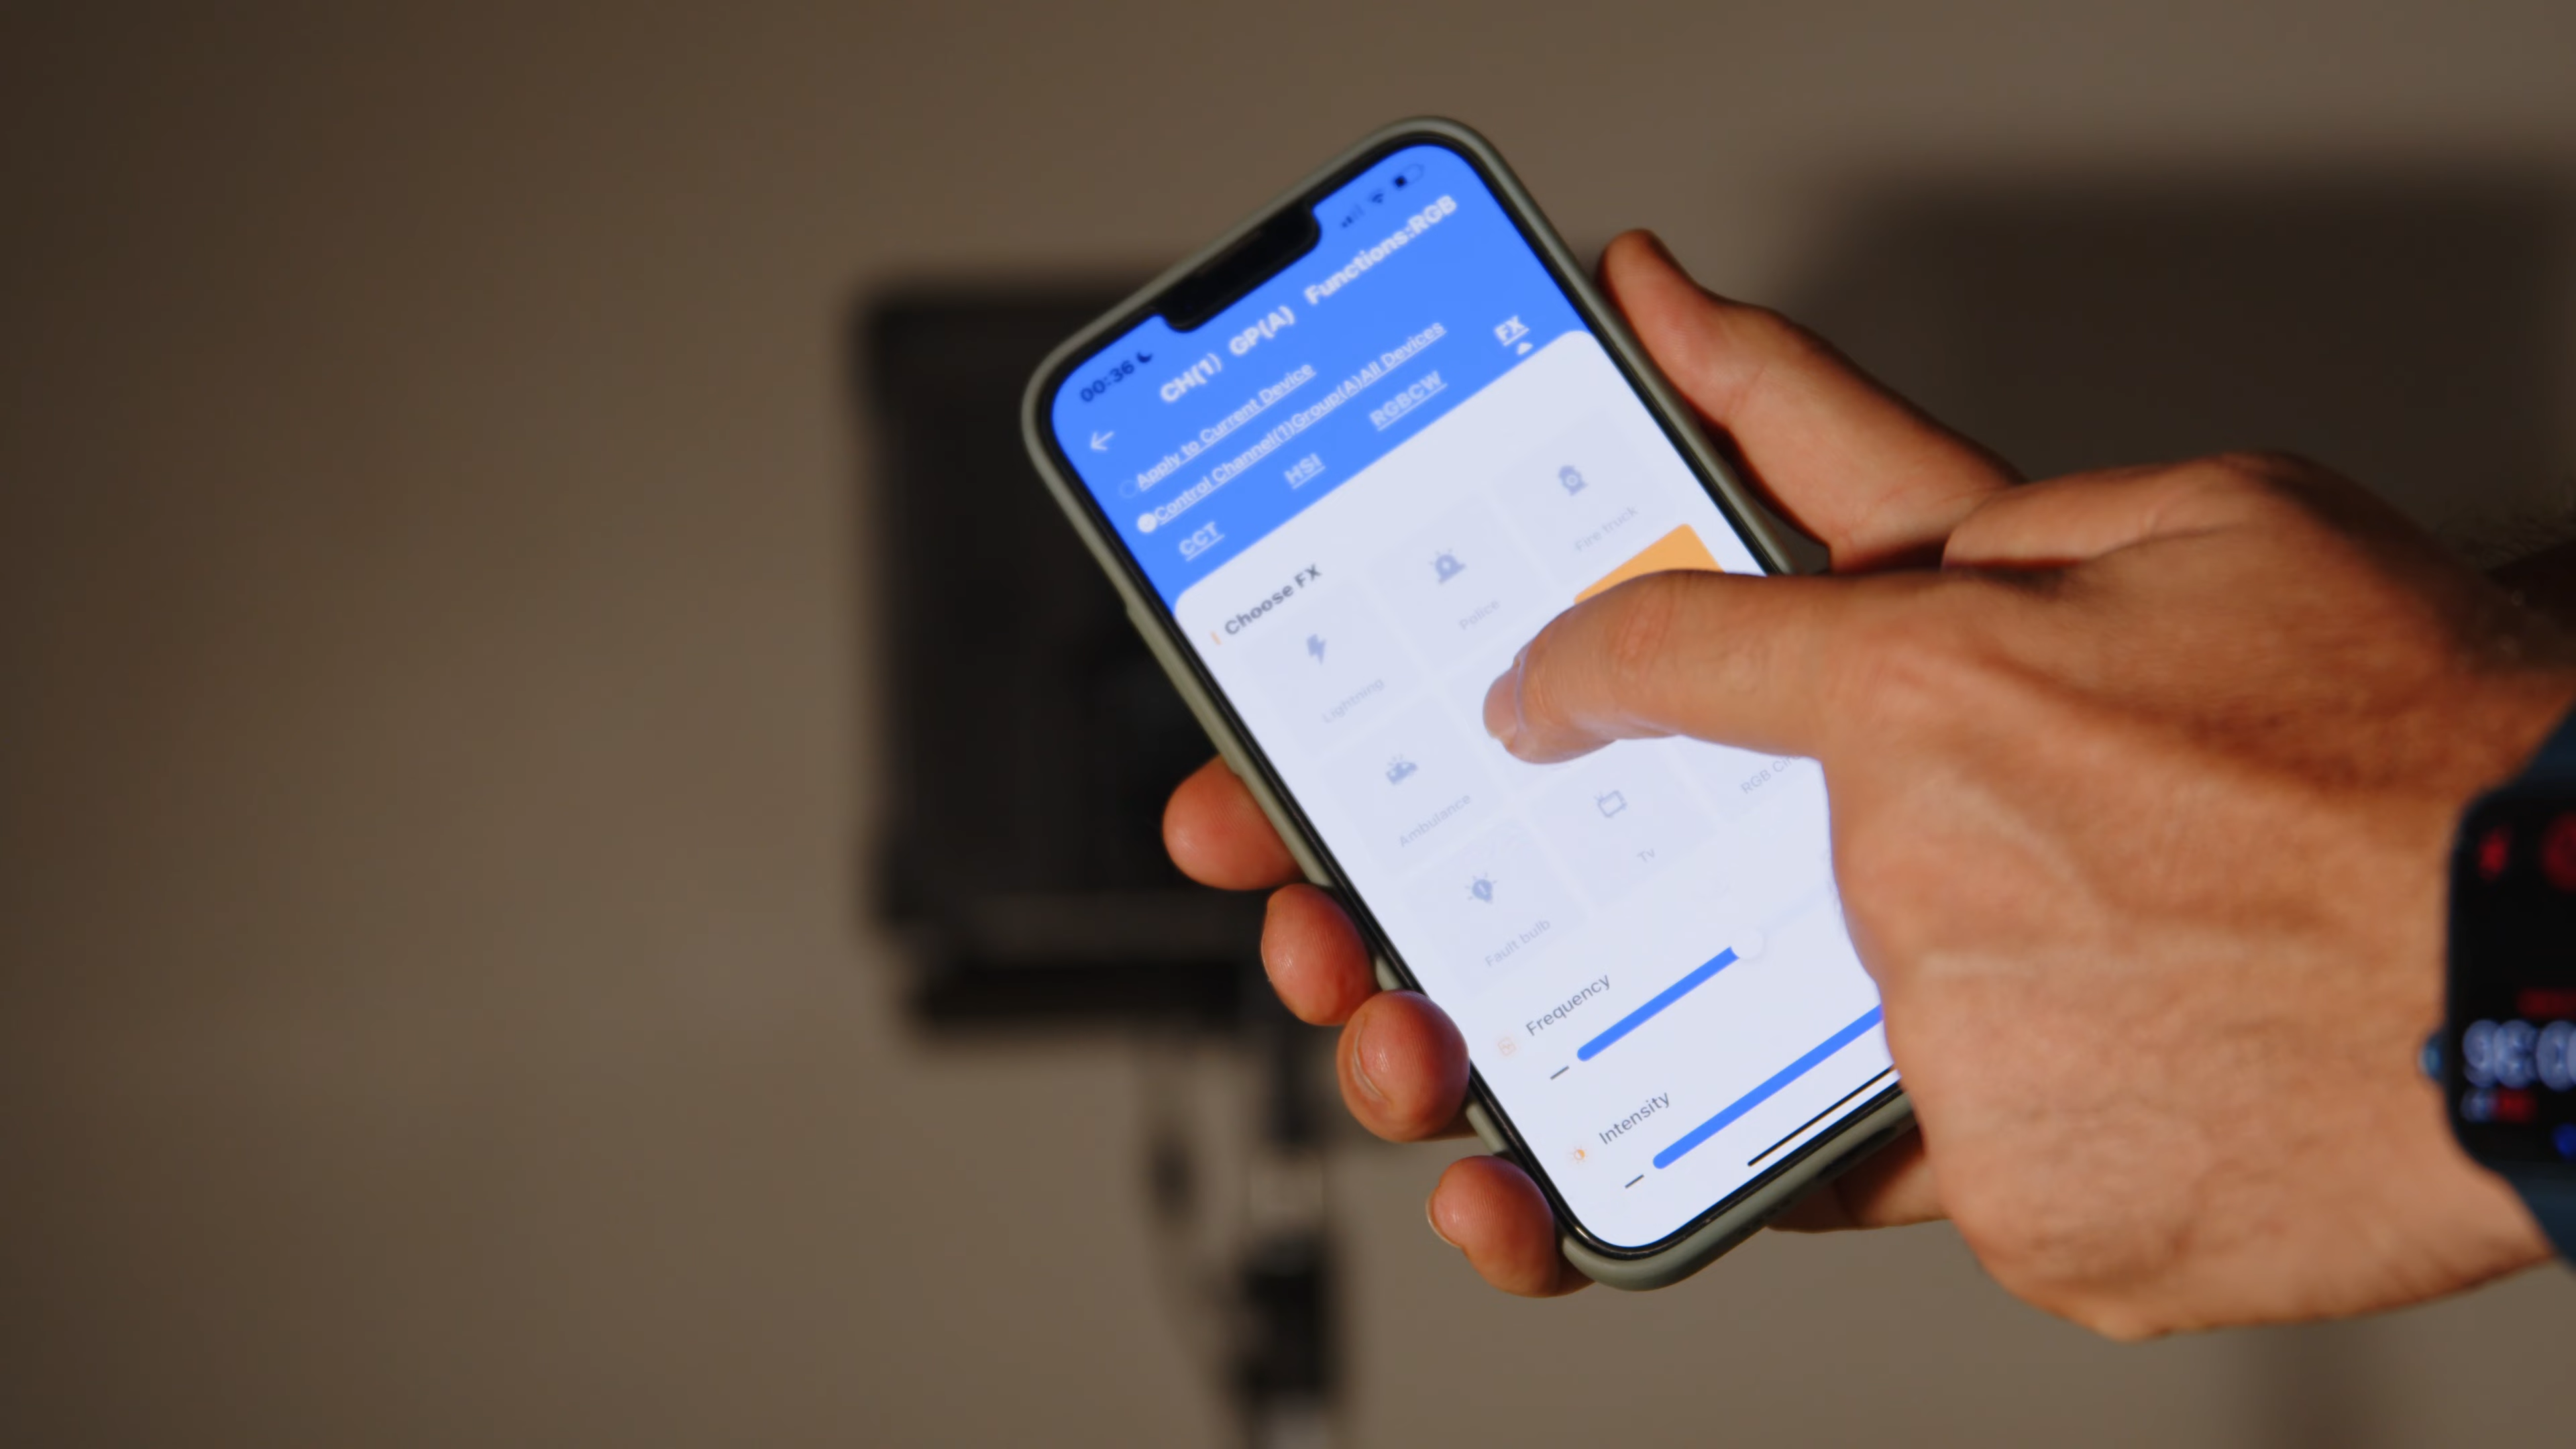 00:36
CH(1) GP(A) Functions:RGB
Apply to Current Device
Control Channel(1)Group(A)All Devices
CCT HSI RGBCW FX
Choose FX
Lightning Police Fire truck
Ambulance
Fault bulb Tv RGB
Frequency
Intensity